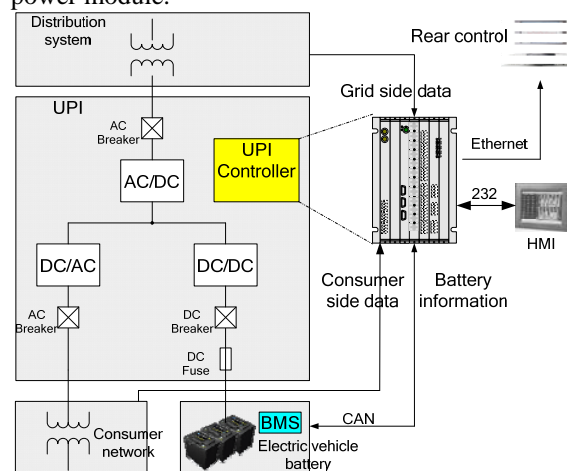 power module.
Distribution
system
Rear control
Grid side data
UPI
AC
Breaker
UPI
Controller
Ethernet
AC/DC
232
HMI
DC/AC
DC/DC
Consumer
side data
Battery
information
AC
Breaker
DC
Breaker
DC
Fuse
BMS
CAN
Consumer
network
Electric vehicle
battery